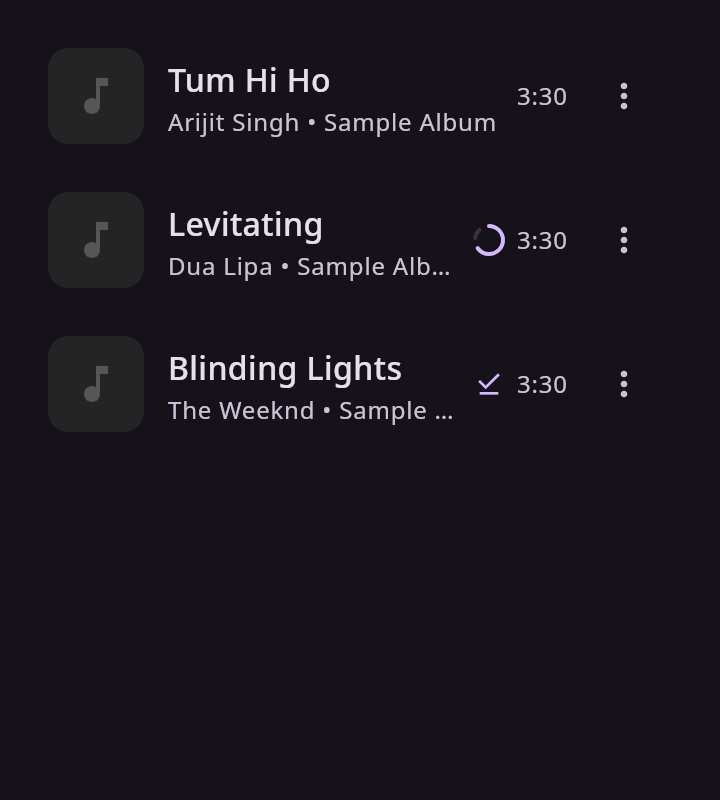 Tum Hi Ho
Arijit Singh • Sample Album
3:30
Levitating
Dua Lipa • Sample Alb...
3:30
Blinding Lights
The Weeknd • Sample ...
3:30